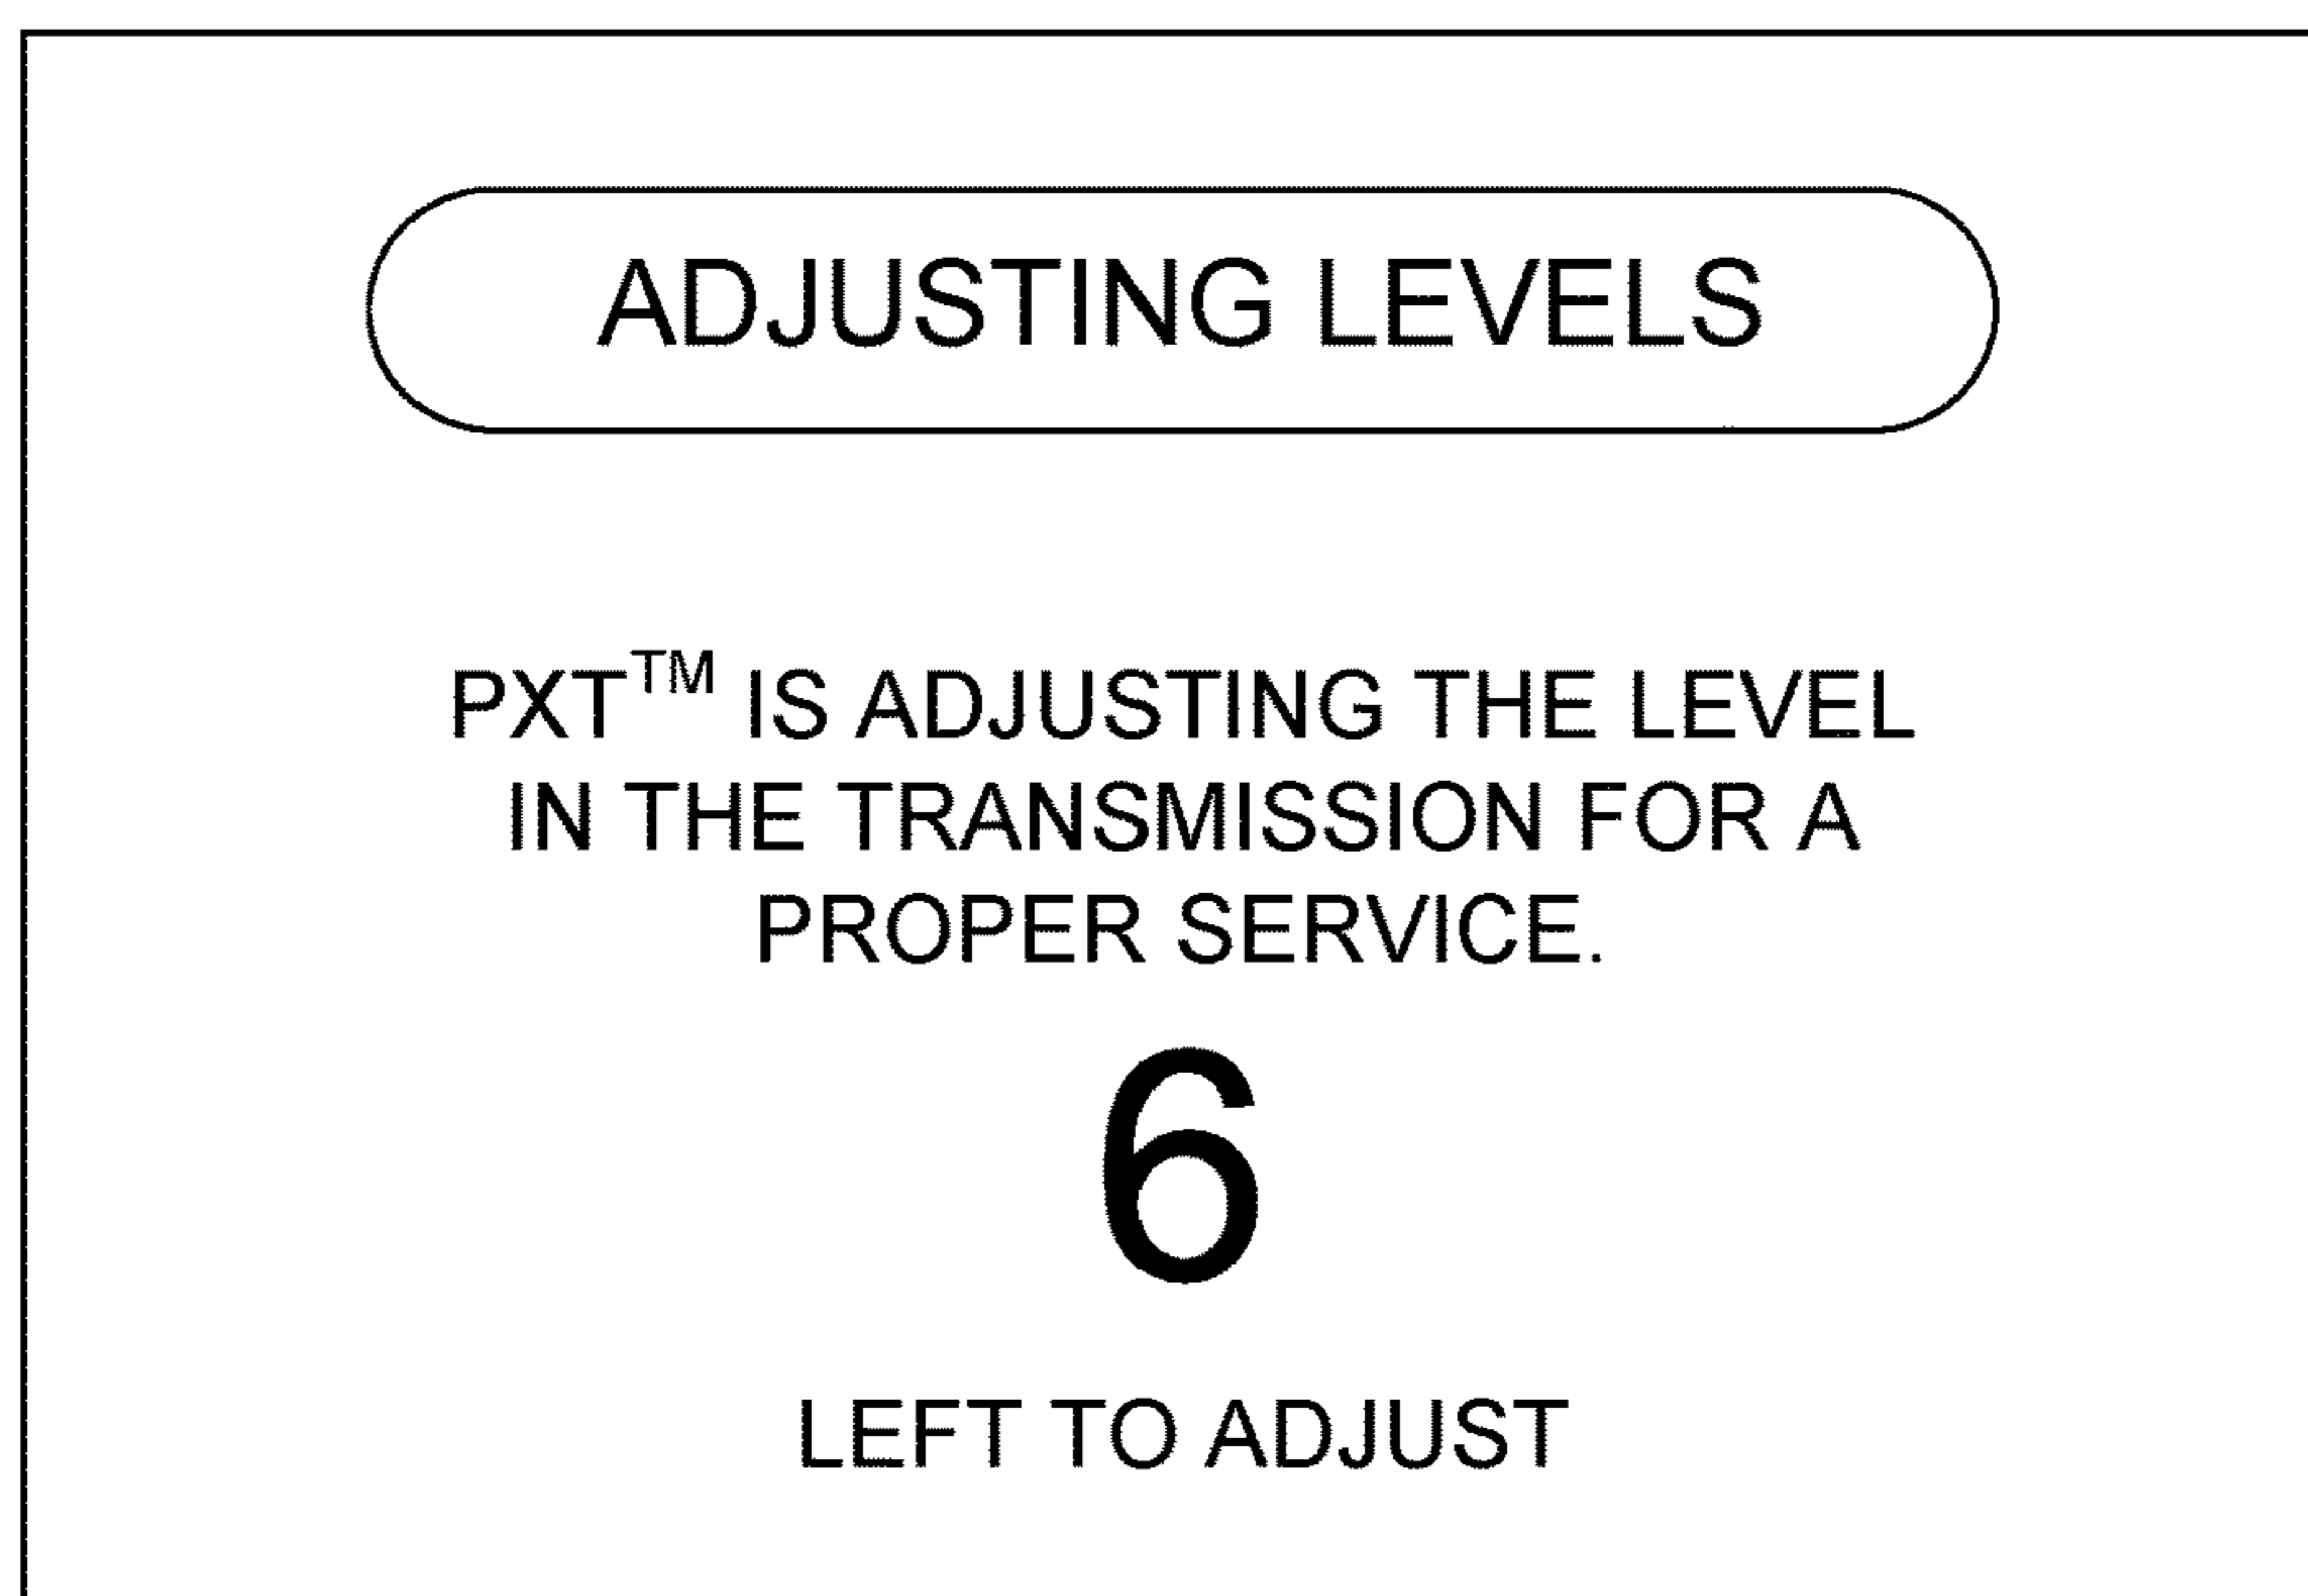 ADJUSTING LEVELS
PXT™ IS ADJUSTING THE LEVEL
IN THE TRANSMISSION FOR A
PROPER SERVICE.
6
LEFT TO ADJUST